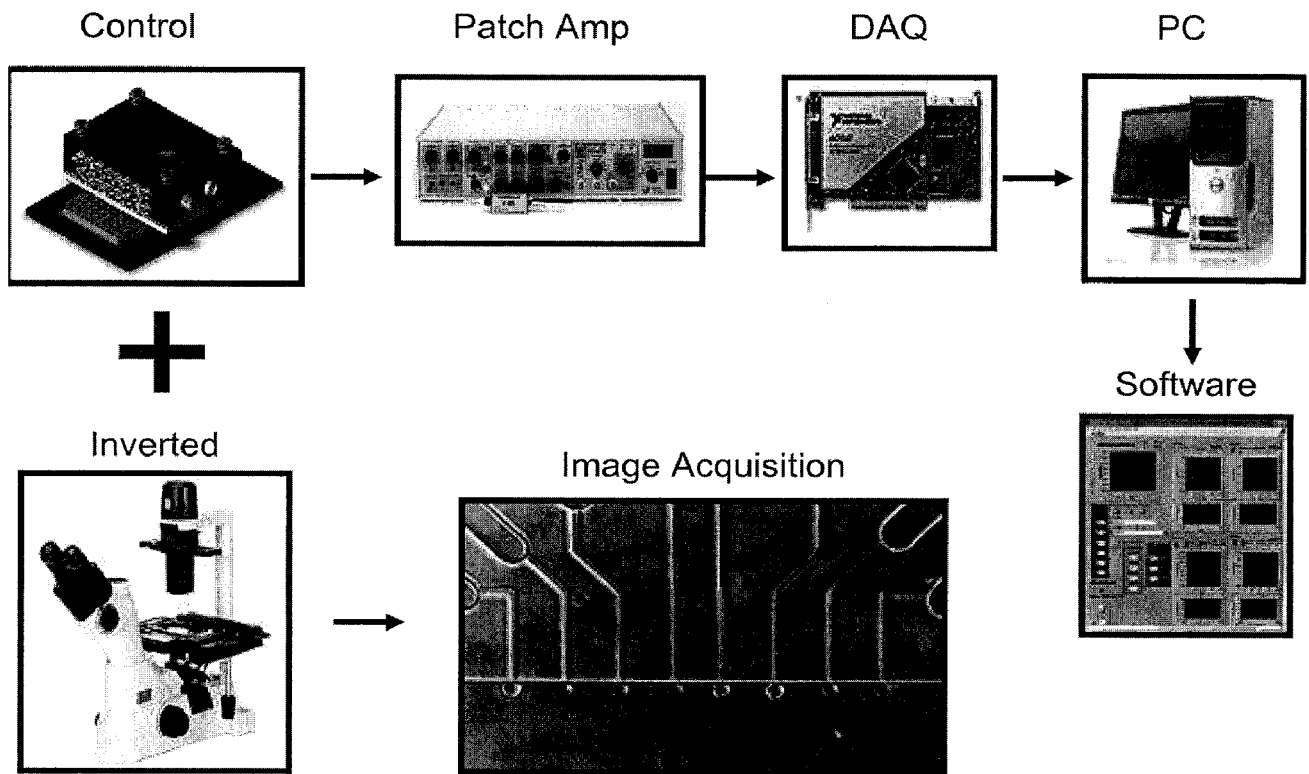 Control
Patch Amp
DAQ
PC
Software
Inverted
Image Acquisition